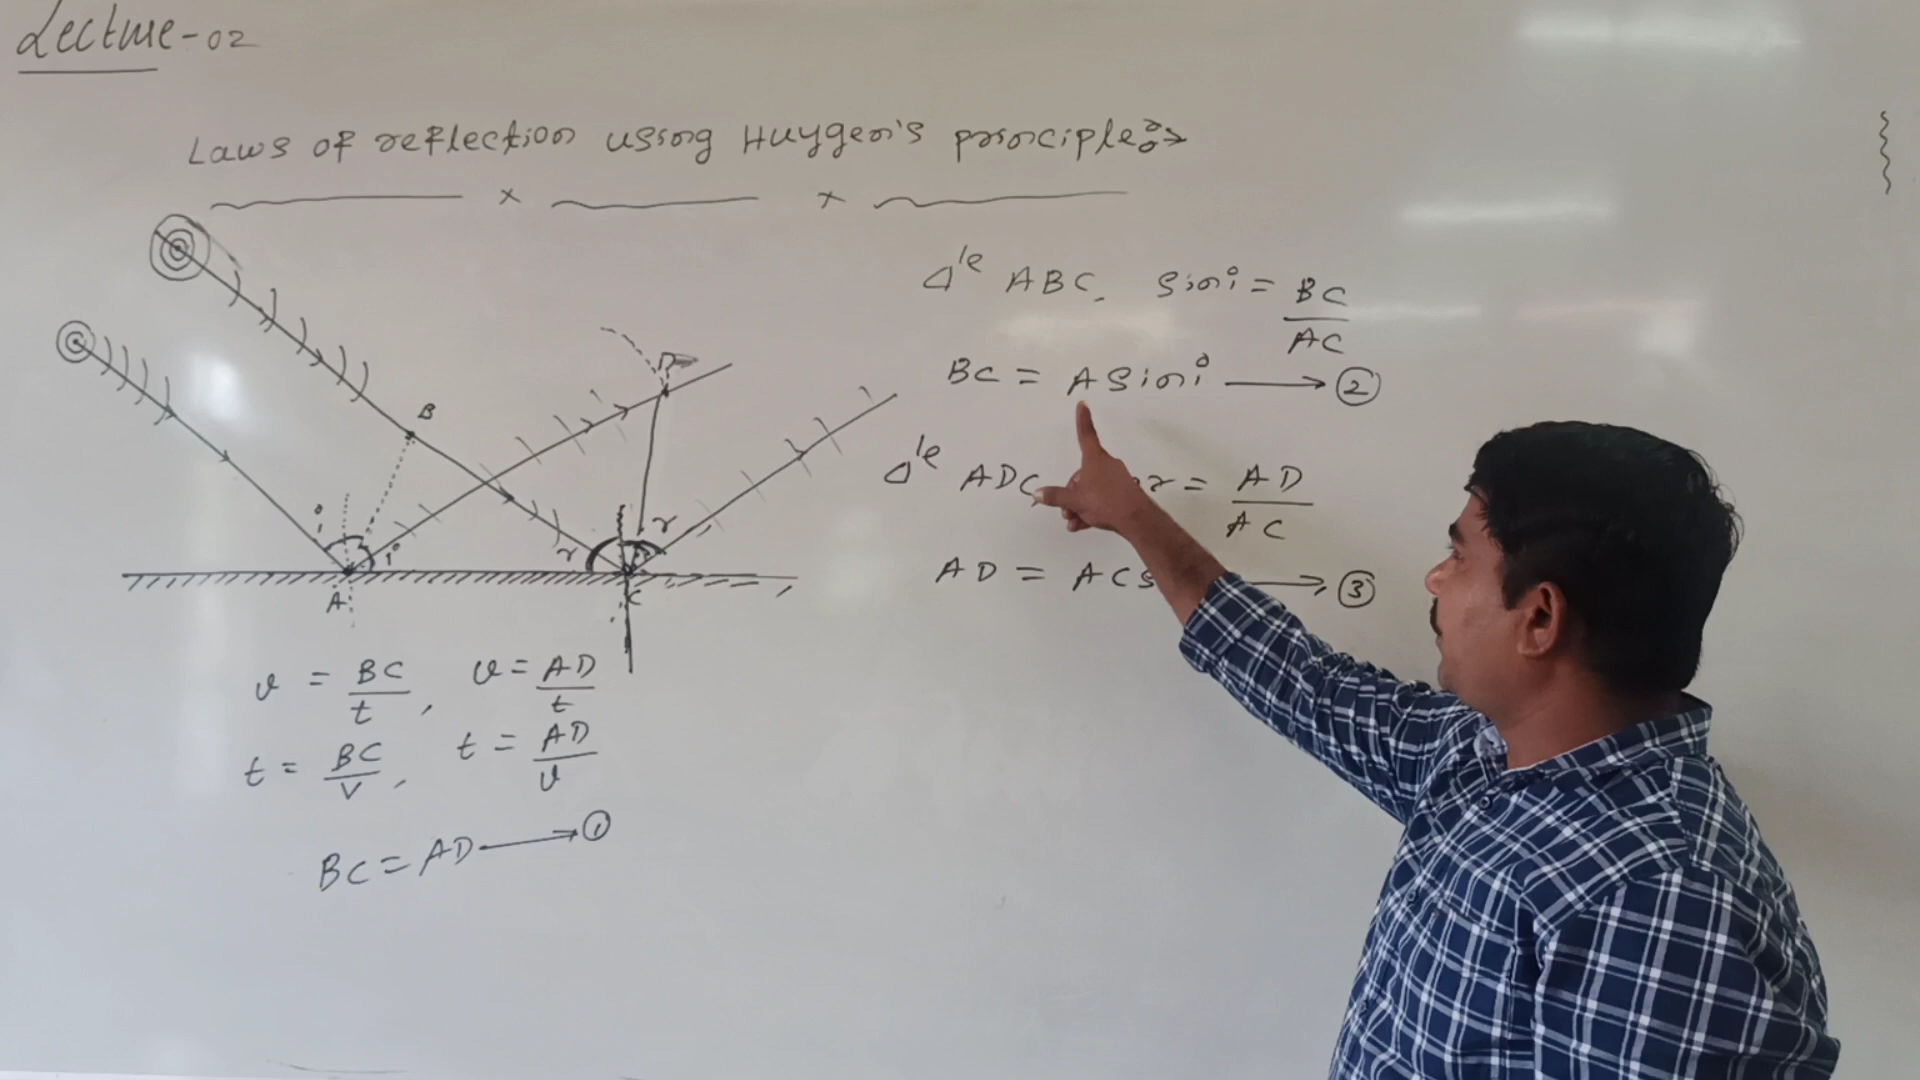 Lecture-02
Laws of reflection using Huygen's principle:>
B
D
i
i
r
r
A
C
Δle ABC, Sin i = BC/AC
BC = A Sin i → ②
Δle ADC r = AD/AC
AD = AC S → ③
v = BC/t, v = AD/t
t = BC/V, t = AD/v
BC = AD → ①